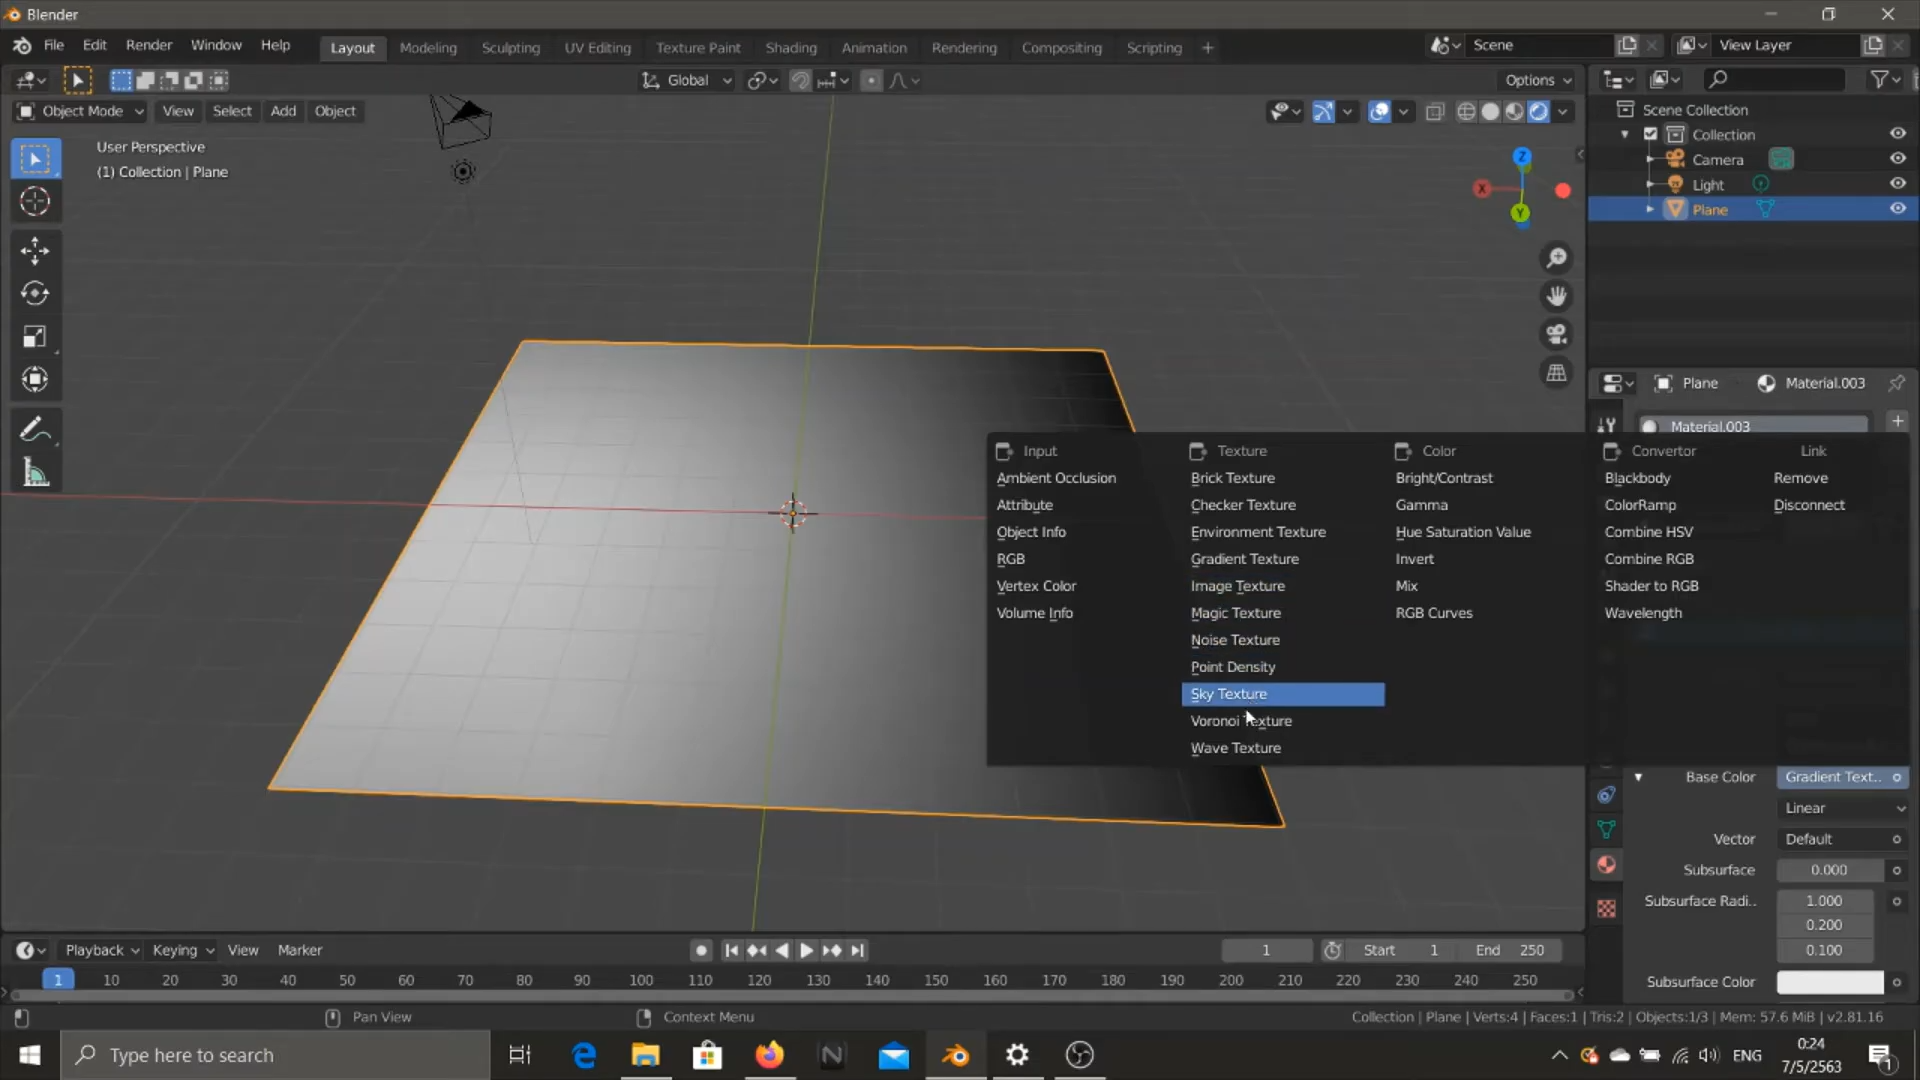 Blender
File Edit Render Window Help Layout Modeling Sculpting UV Editing Texture Paint Shading Animation Rendering Compositing Scripting + Scene View Layer
Global Options
Object Mode View Select Add Object
User Perspective
(1) Collection | Plane
Z
X
Y
Scene Collection
Collection
Camera
Light
Plane
Plane Material.003
Material.003
Input Texture Color Convertor Link
Ambient Occlusion Brick Texture Bright/Contrast Blackbody Remove
Attribute Checker Texture Gamma ColorRamp Disconnect
Object Info Environment Texture Hue Saturation Value Combine HSV
RGB Gradient Texture Invert Combine RGB
Vertex Color Image Texture Mix Shader to RGB
Volume Info Magic Texture RGB Curves Wavelength
Noise Texture
Point Density
Sky Texture
Voronoi Texture
Wave Texture
Base Color Gradient Text..
Linear
Vector Default
Subsurface 0.000
Subsurface Radi.. 1.000
0.200
0.100
Subsurface Color
Playback Keying View Marker 1 Start 1 End 250
1 10 20 30 40 50 60 70 80 90 100 110 120 130 140 150 160 170 180 190 200 210 220 230 240 250
Pan View Context Menu Collection | Plane | Verts:4 | Faces:1 | Tris:2 | Objects:1/3 | Mem: 57.6 MiB | v2.81.16
Type here to search ENG 0:24
7/5/2563 1